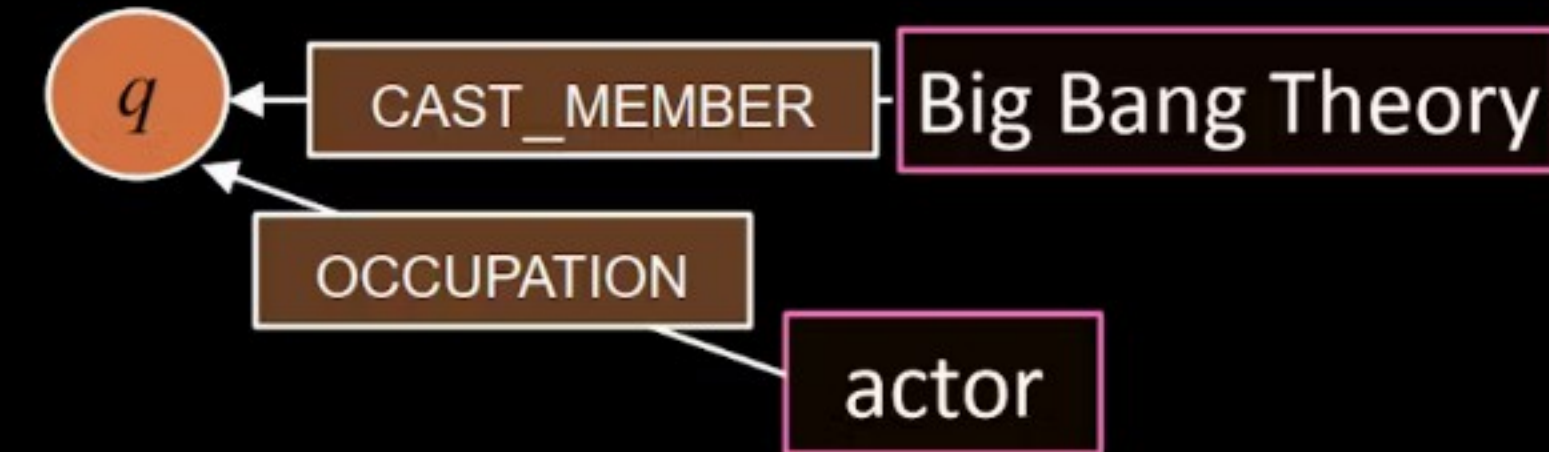 q
CAST_MEMBER
Big Bang Theory
OCCUPATION
actor